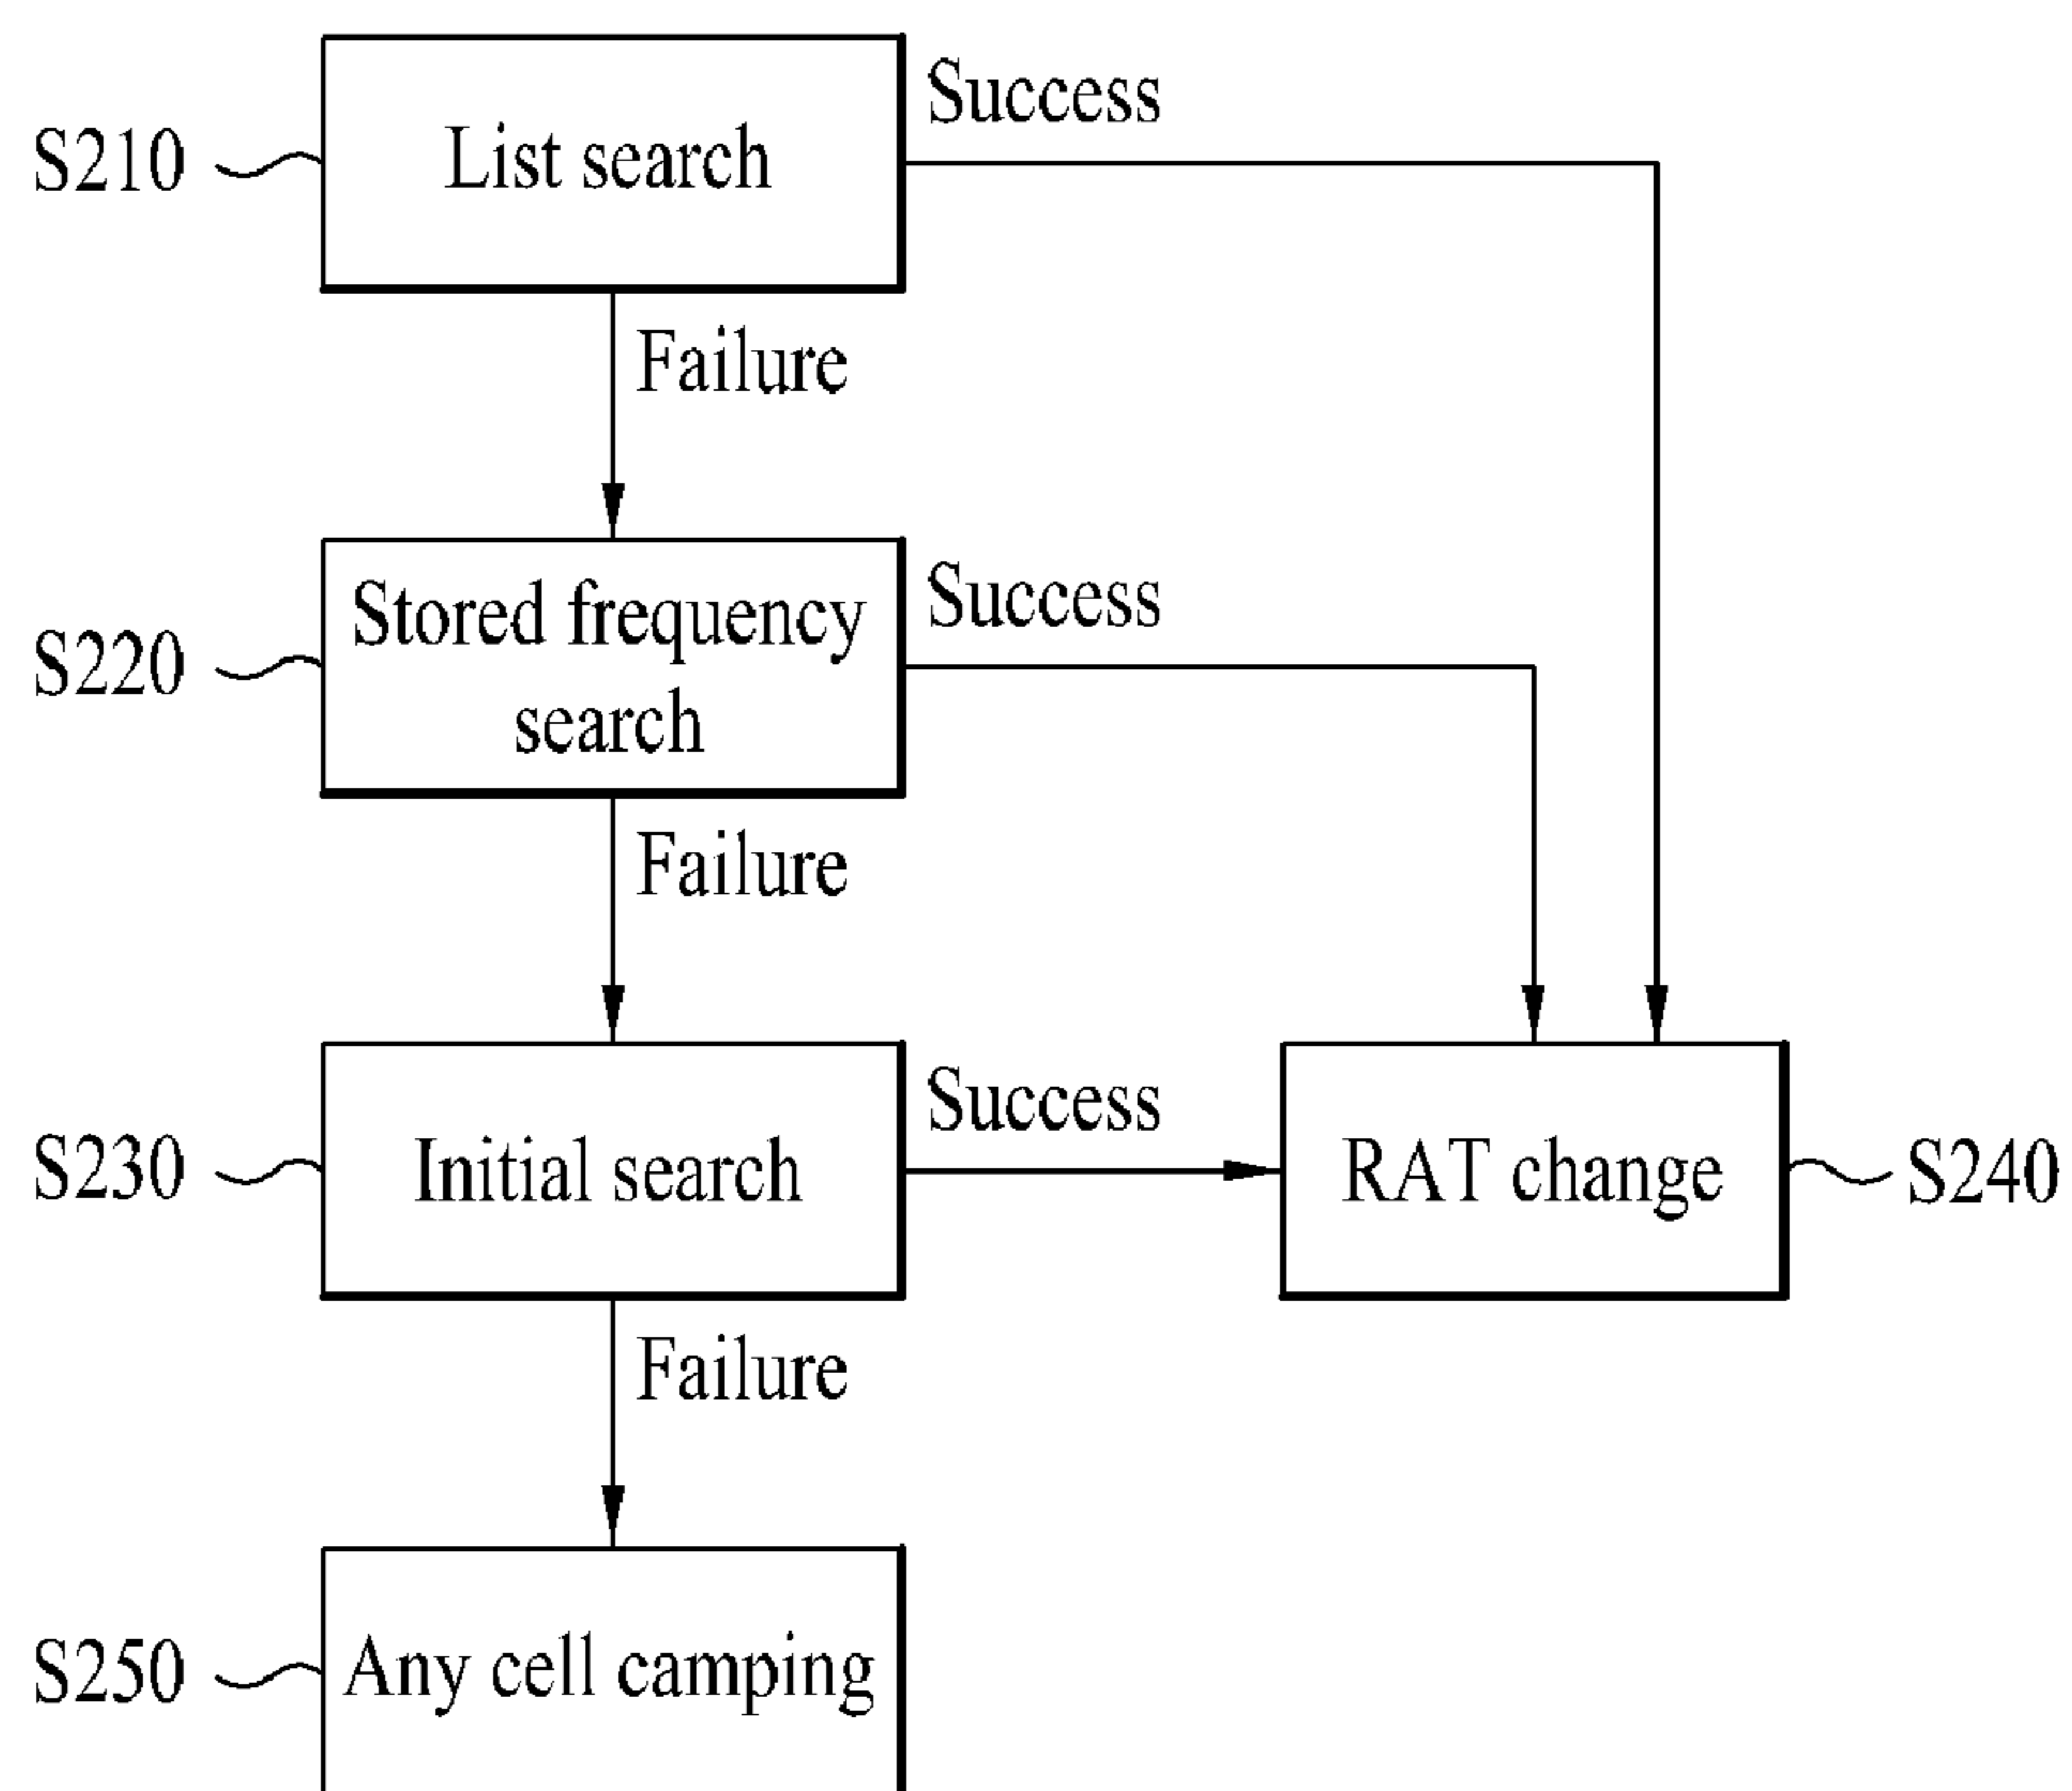 S210
List search
Success
Failure
S220
Stored frequency
search
Success
Failure
S230
Initial search
Success
RAT change
S240
Failure
S250
Any cell camping